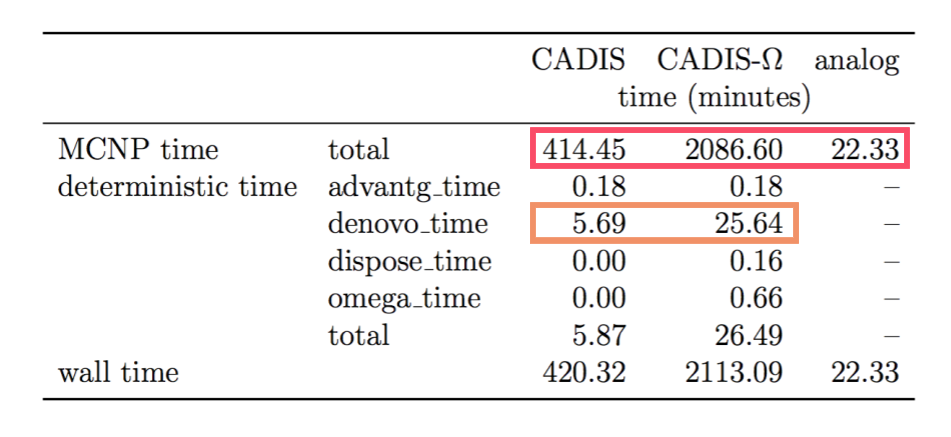 CADIS CADIS-Ω analog
time (minutes)
MCNP time total 414.45 2086.60 22.33
deterministic time advantg_time 0.18 0.18 –
denovo_time 5.69 25.64 –
dispose_time 0.00 0.16 –
omega_time 0.00 0.66 –
total 5.87 26.49 –
wall time 420.32 2113.09 22.33